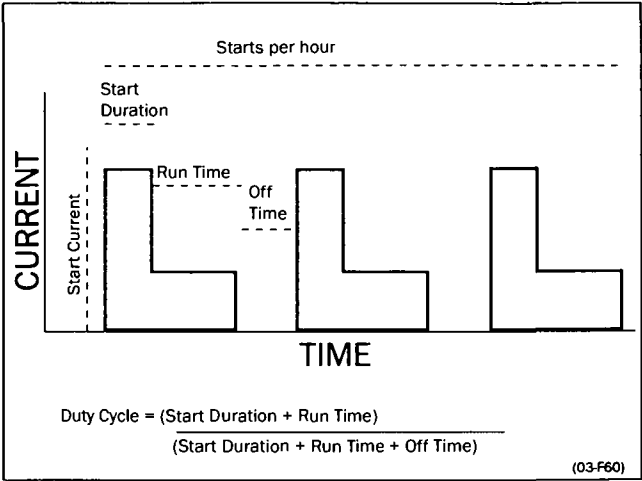 Starts per hour
Start
Duration
Run Time
Off
Time
Start Current
CURRENT
TIME
Duty Cycle = (Start Duration + Run Time)
(Start Duration + Run Time + Off Time)
(03-F60)